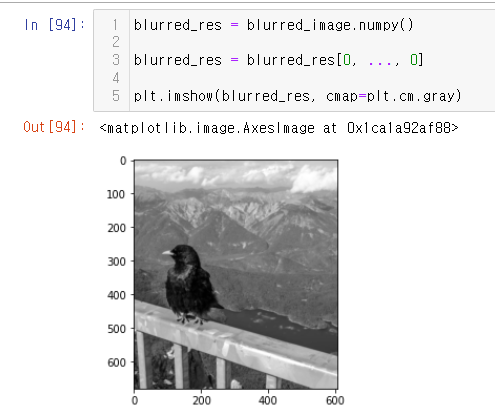 In [94]:
1 blurred_res = blurred_image.numpy()
2
3 blurred_res = blurred_res[0, ..., 0]
4
5 plt.imshow(blurred_res, cmap=plt.cm.gray)
Out[94]: <matplotlib.image.AxesImage at 0x1ca1a92af88>
0
100
200
300
400
500
600
0 200 400 600